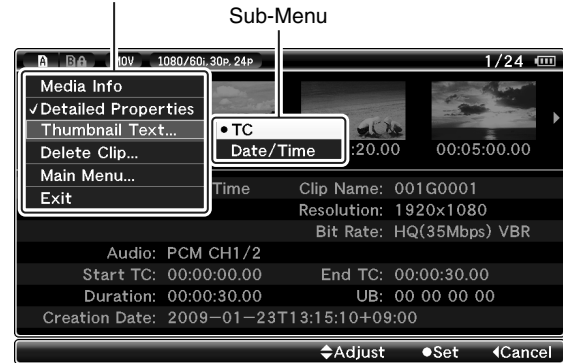 Sub-Menu
A B A MOV 1080/60i, 30P, 24P 1/24
Media Info
✓Detailed Properties
Thumbnail Text...
Delete Clip...
Main Menu...
Exit
●TC
Date/Time
:20.00 00:05:00.00
Time Clip Name: 001G0001
Resolution: 1920x1080
Bit Rate: HQ(35Mbps) VBR
Audio: PCM CH1/2
Start TC: 00:00:00.00 End TC: 00:00:30.00
Duration: 00:00:30.00 UB: 00 00 00 00
Creation Date: 2009-01-23T13:15:10+09:00
Adjust ●Set Cancel